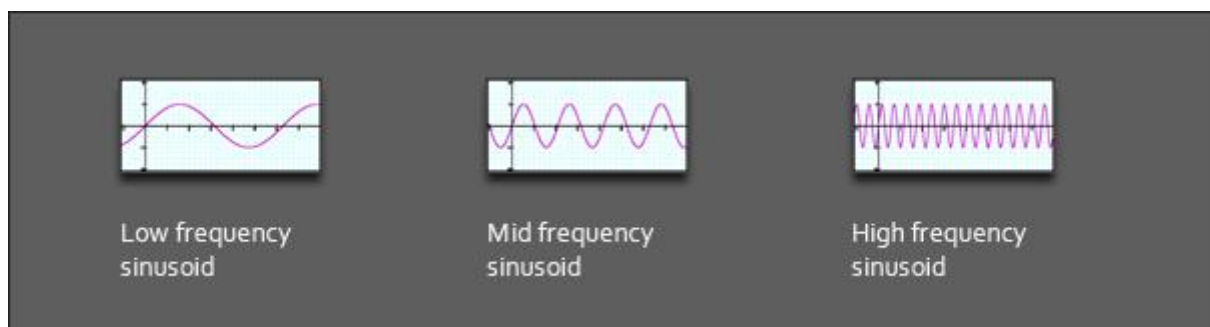 Low frequency
sinusoid
Mid frequency
sinusoid
High frequency
sinusoid